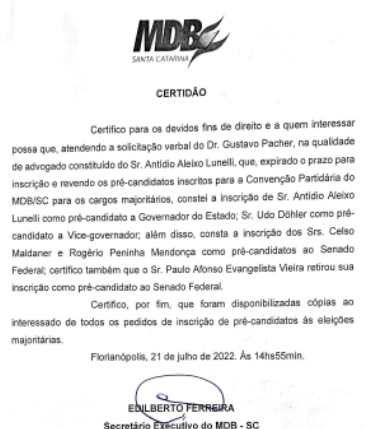 MDB
SANTA CATARINA
CERTIDÃO
Certifico para os devidos fins de direito e a quem interessar
possa que, atendendo a solicitação verbal do Dr. Gustavo Pacher, na qualidade
de advogado constituído do Sr. Antídio Aleixo Lunelli, que, expirado o prazo para
inscrição e revendo os pré-candidatos inscritos para a Convenção Partidária do
MDB/SC para os cargos majoritários, constei a inscrição de Sr. Antídio Aleixo
Lunelli como pré-candidato a Governador do Estado; Sr. Udo Döhler como pré-
candidato a Vice-governador; além disso, consta a inscrição dos Srs. Celso
Maldaner e Rogério Peninha Mendonça como pré-candidatos ao Senado
Federal; certifico também que o Sr. Paulo Afonso Evangelista Vieira retirou sua
inscrição como pré-candidato ao Senado Federal.
Certifico, por fim, que foram disponibilizadas cópias ao
interessado de todos os pedidos de inscrição de pré-candidatos às eleições
majoritárias.
Florianópolis, 21 de julho de 2022. Às 14hs55min.
EDILBERTO FERREIRA
Secretário Executivo do MDB - SC